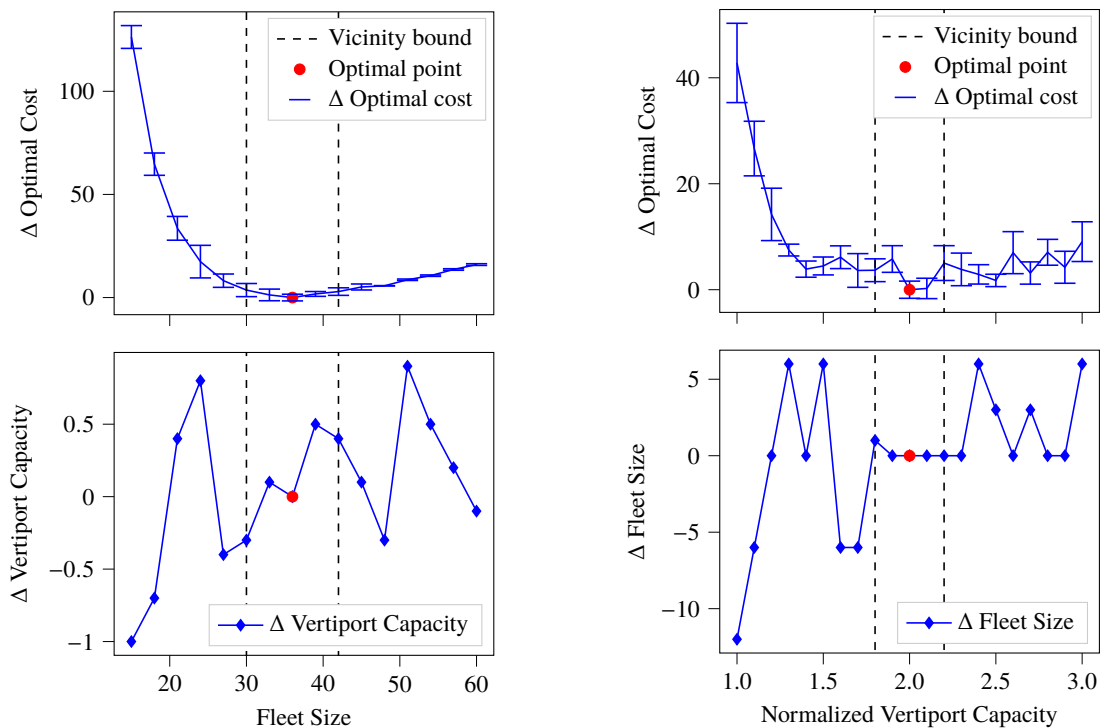 Δ Optimal Cost
100
50
0
Vicinity bound
Optimal point
Δ Optimal cost
Δ Optimal Cost
40
20
0
Vicinity bound
Optimal point
Δ Optimal cost
Δ Vertiport Capacity
0.5
0
−0.5
−1
Δ Vertiport Capacity
20 30 40 50 60
Fleet Size
Δ Fleet Size
5
0
−5
−10
Δ Fleet Size
1.0 1.5 2.0 2.5 3.0
Normalized Vertiport Capacity